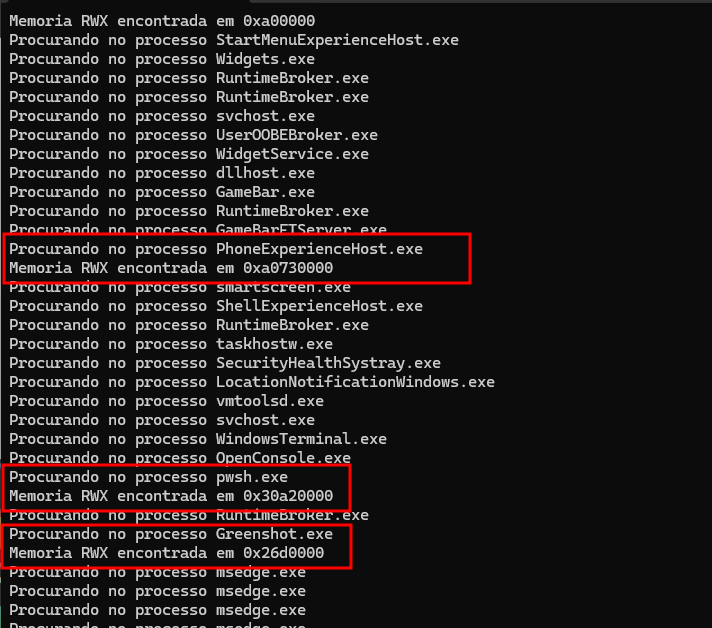 Memoria RWX encontrada em 0xa00000
Procurando no processo StartMenuExperienceHost.exe
Procurando no processo Widgets.exe
Procurando no processo RuntimeBroker.exe
Procurando no processo RuntimeBroker.exe
Procurando no processo svchost.exe
Procurando no processo UserOOBEBroker.exe
Procurando no processo WidgetService.exe
Procurando no processo dllhost.exe
Procurando no processo GameBar.exe
Procurando no processo RuntimeBroker.exe
Procurando no processo GameBarFTServer.exe
Procurando no processo PhoneExperienceHost.exe
Memoria RWX encontrada em 0xa0730000
Procurando no processo smartscreen.exe
Procurando no processo ShellExperienceHost.exe
Procurando no processo RuntimeBroker.exe
Procurando no processo taskhostw.exe
Procurando no processo SecurityHealthSystray.exe
Procurando no processo LocationNotificationWindows.exe
Procurando no processo vmtoolsd.exe
Procurando no processo svchost.exe
Procurando no processo WindowsTerminal.exe
Procurando no processo OpenConsole.exe
Procurando no processo pwsh.exe
Memoria RWX encontrada em 0x30a20000
Procurando no processo RuntimeBroker.exe
Procurando no processo Greenshot.exe
Memoria RWX encontrada em 0x26d0000
Procurando no processo msedge.exe
Procurando no processo msedge.exe
Procurando no processo msedge.exe
Procurando no processo msedge.exe